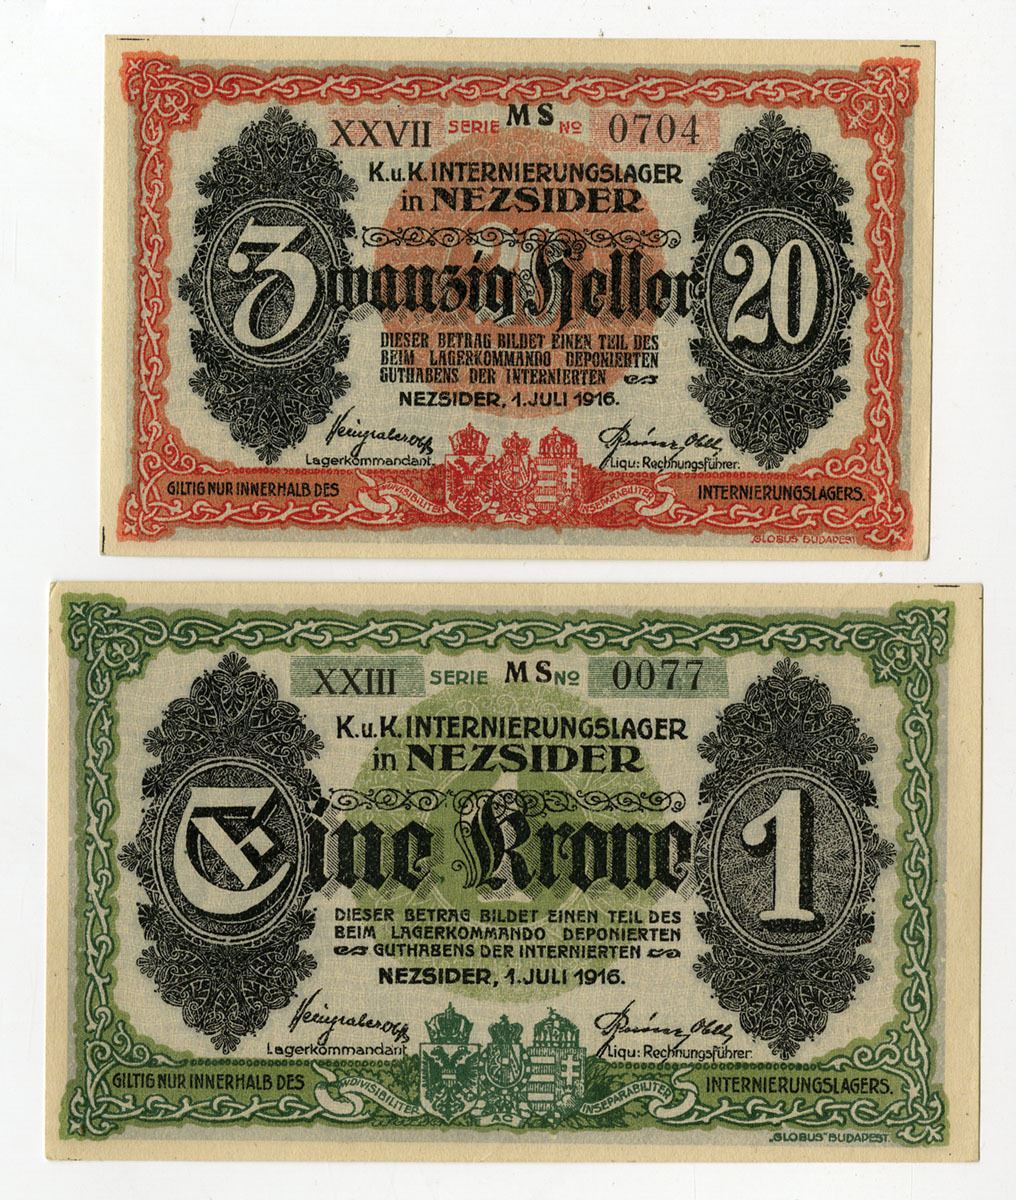 XXVII SERIE MS No 0704
K.u.K. INTERNIERUNGSLAGER
in NEZSIDER
Zwanzig Heller 20
DIESER BETRAG BILDET EINEN TEIL DES
BEIM LAGERKOMMANDO DEPONIERTEN
GUTHABENS DER INTERNIERTEN
NEZSIDER, 1. JULI 1916.
Lagerkommandant. Liqu: Rechnungsführer.
GILTIG NUR INNERHALB DES INDIVISIBILITER INSEPARABILITER INTERNIERUNGSLAGERS.
„GLOBUS" BUDAPEST
XXIII SERIE MS No 0077
K.u.K. INTERNIERUNGSLAGER
in NEZSIDER
Eine Krone 1
DIESER BETRAG BILDET EINEN TEIL DES
BEIM LAGERKOMMANDO DEPONIERTEN
GUTHABENS DER INTERNIERTEN
NEZSIDER, 1. JULI 1916.
Lagerkommandant Liqu: Rechnungsführer.
GILTIG NUR INNERHALB DES INDIVISIBILITER INSEPARABILITER INTERNIERUNGSLAGERS.
„GLOBUS" BUDAPEST.